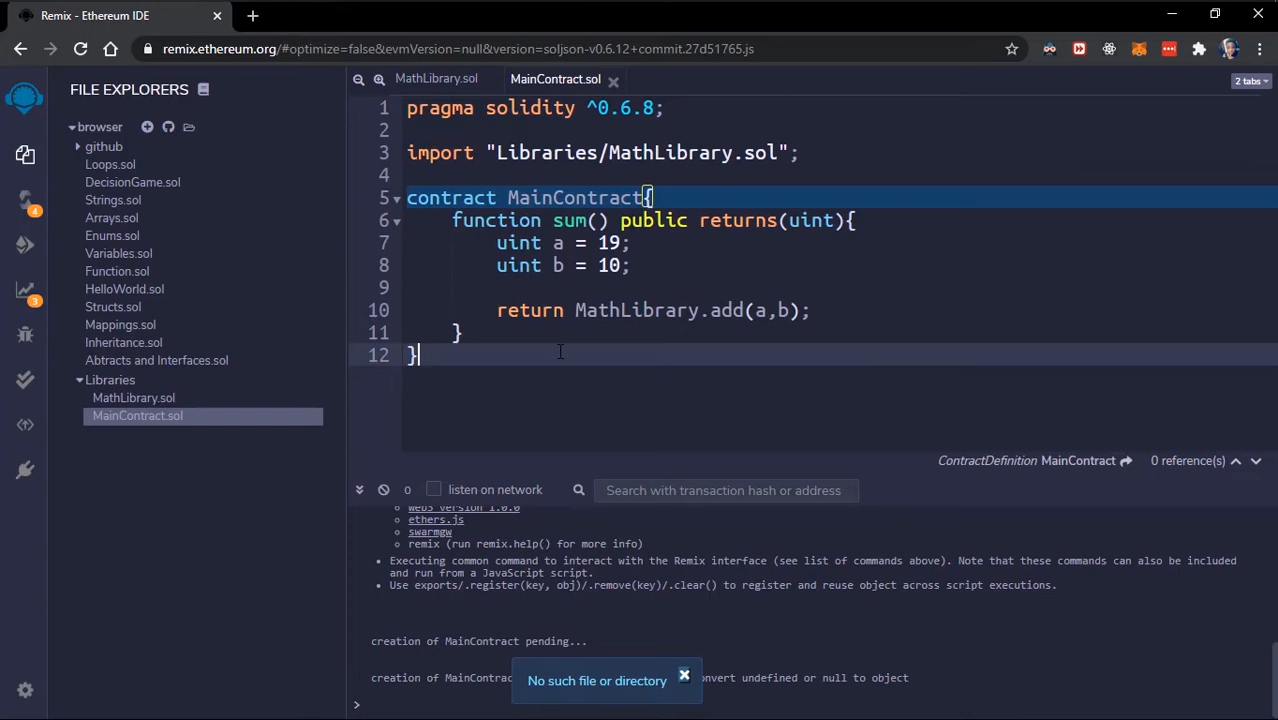 Remix - Ethereum IDE
remix.ethereum.org/#optimize=false&evmVersion=null&version=soljson-v0.6.12+commit.27d51765.js
FILE EXPLORERS
browser
github
Loops.sol
DecisionGame.sol
Strings.sol
Arrays.sol
Enums.sol
Variables.sol
Function.sol
HelloWorld.sol
Structs.sol
Mappings.sol
Inheritance.sol
Abtracts and Interfaces.sol
Libraries
MathLibrary.sol
MainContract.sol
4
3
MathLibrary.sol
MainContract.sol
2 tabs
1 pragma solidity ^0.6.8;
2
3 import "Libraries/MathLibrary.sol";
4
5 contract MainContract{
6 function sum() public returns(uint){
7 uint a = 19;
8 uint b = 10;
9
10 return MathLibrary.add(a,b);
11 }
12 }
ContractDefinition MainContract 0 reference(s)
0 listen on network Search with transaction hash or address
web3 version 1.0.0
ethers.js
swarmgw
remix (run remix.help() for more info)
Executing common command to interact with the Remix interface (see list of commands above). Note that these commands can also be included
and run from a JavaScript script.
Use exports/.register(key, obj)/.remove(key)/.clear() to register and reuse object across script executions.
creation of MainContract pending...
creation of MainContrac
onvert undefined or null to object
No such file or directory
>